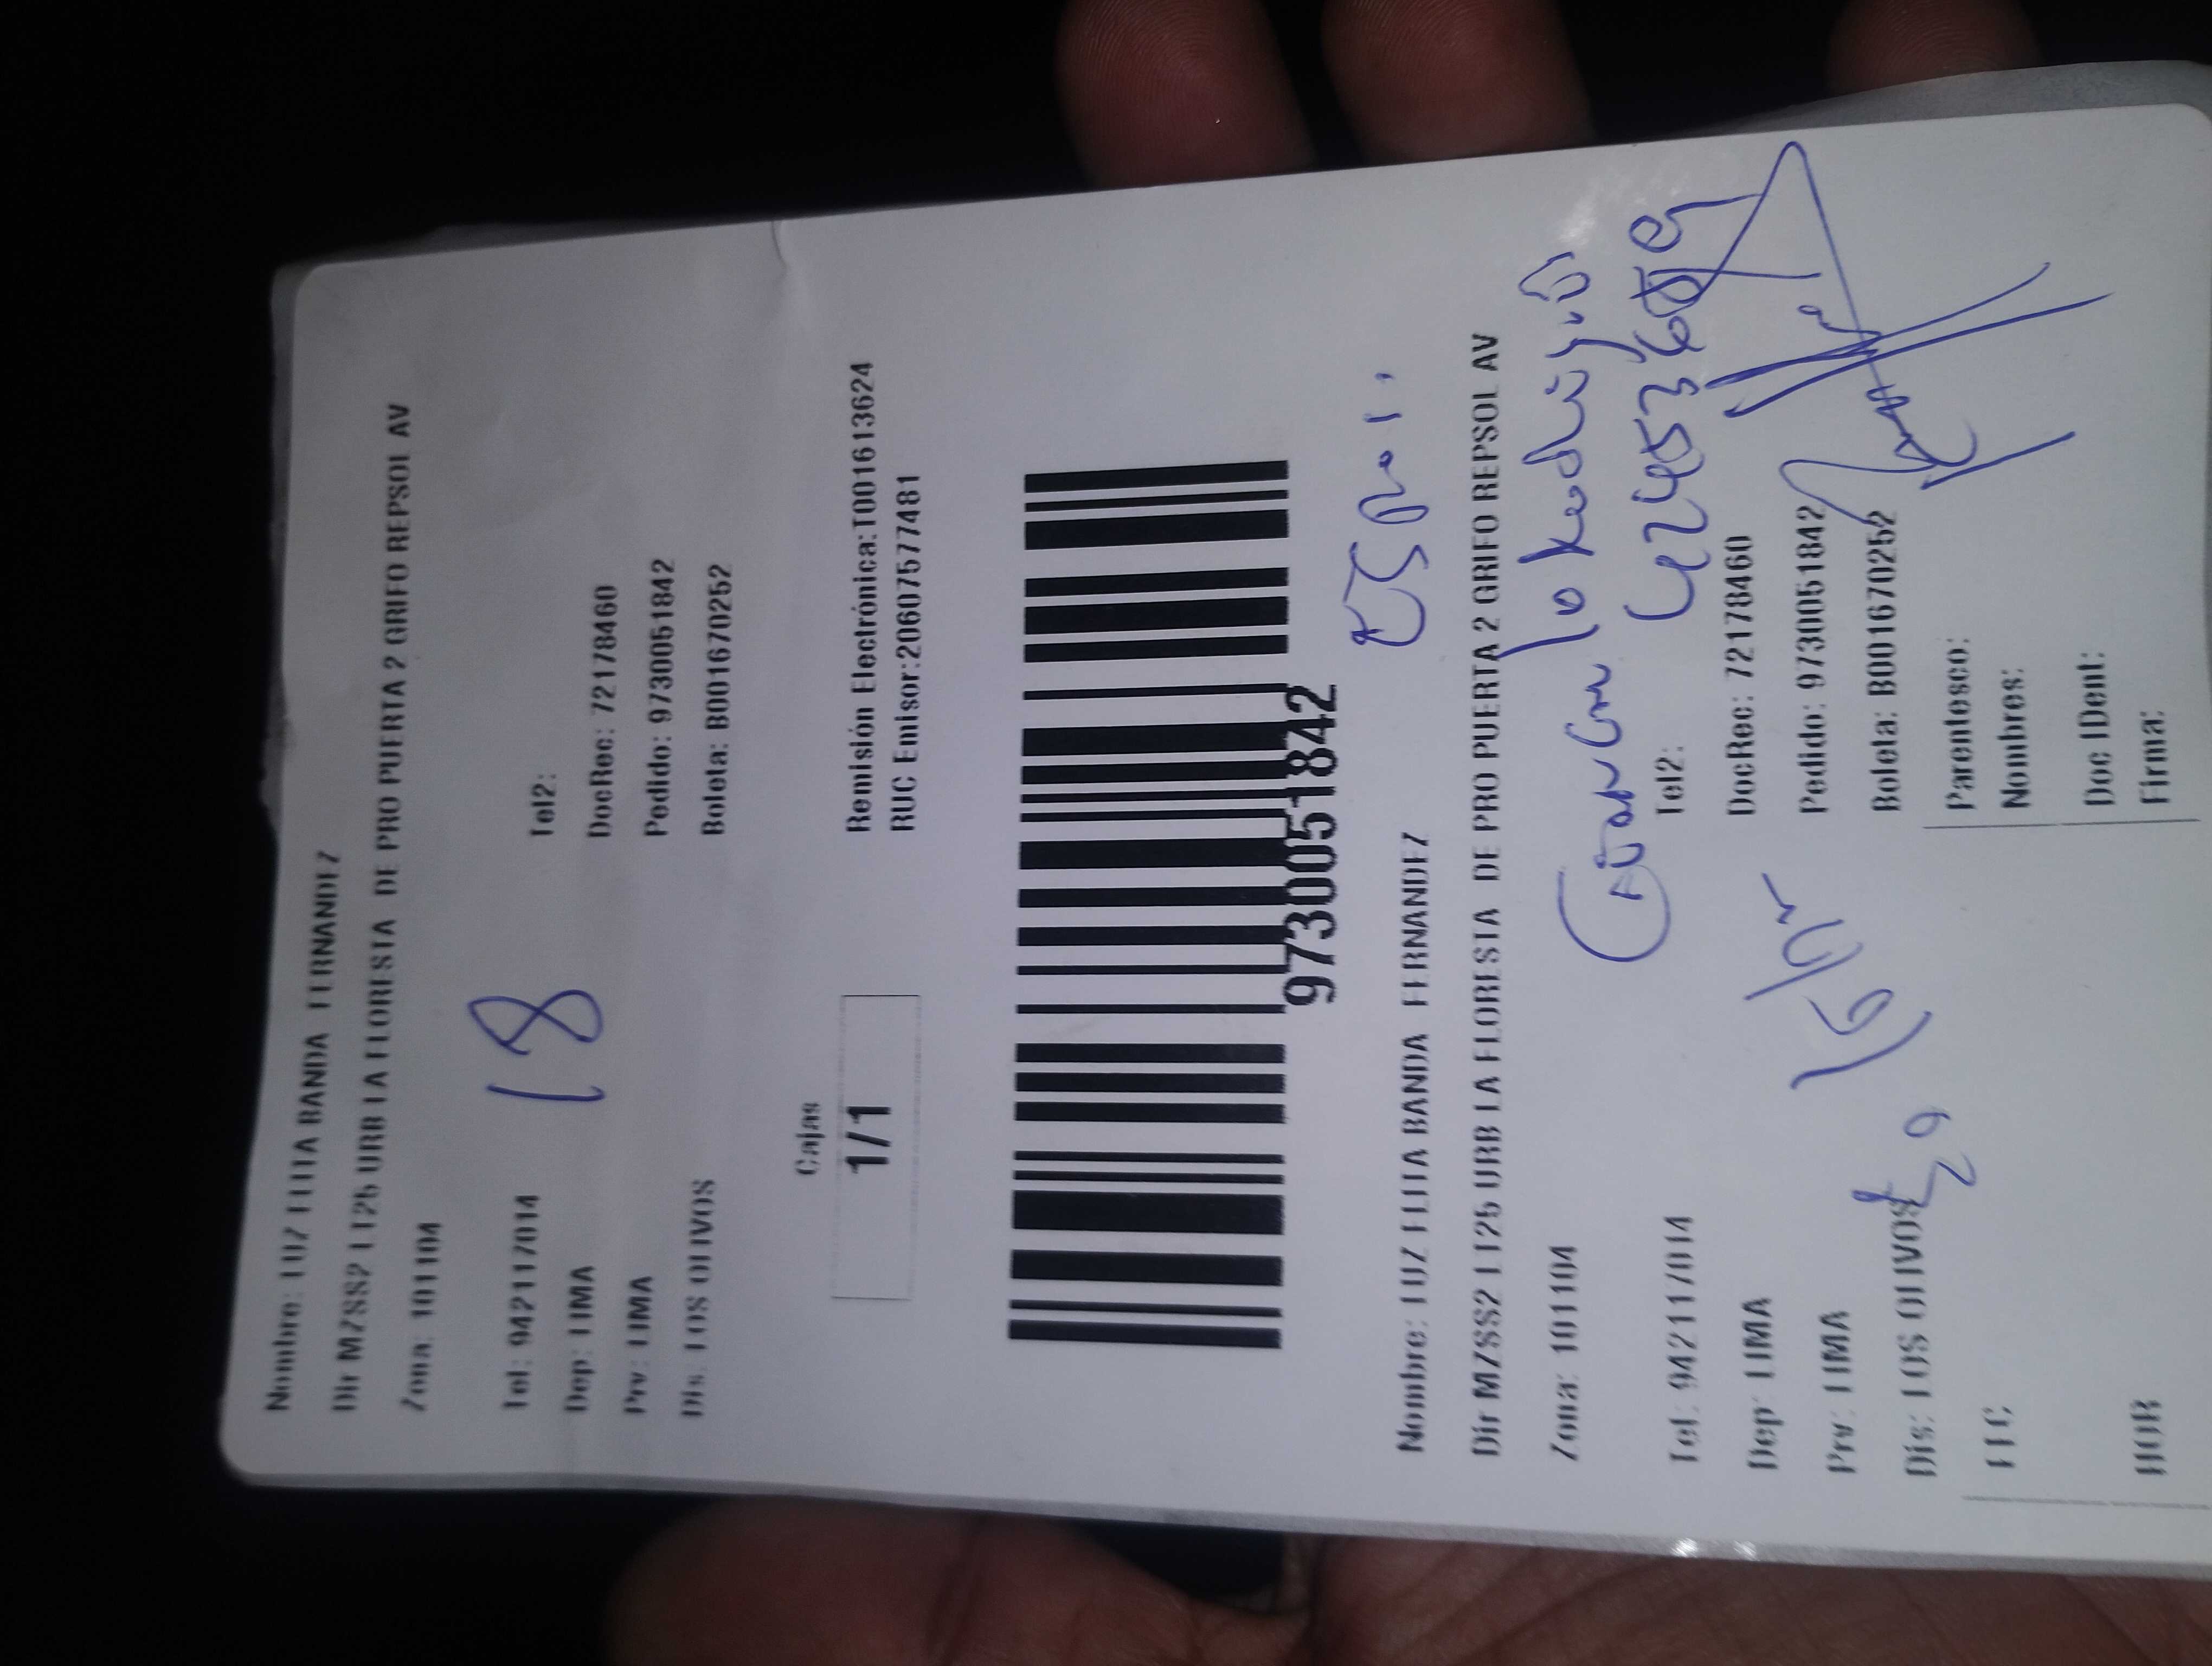 Nombre: LUZ ELITA BANDA FERNANDEZ
Dir MZSS2 LT25 URB LA FLORESTA DE PRO PUERTA 2 GRIFO REPSOL AV
Zona: 101104
18
Tel: 942117014 Tel2:
Dep: LIMA DocRec: 72178460
Prv: LIMA Pedido: 9730051842
Dis: LOS OLIVOS Boleta: B001670252
Cajas
1/1
Remisión Electrónica:T001613624
RUC Emisor:20607577481
9730051842
Nombre: LUZ ELITA BANDA FERNANDEZ
Dir MZSS2 LT25 URB LA FLORESTA DE PRO PUERTA 2 GRIFO REPSOL AV
Zona: 101104
Tel: 942117014 Tel2:
Dep: LIMA DocRec: 72178460
Prv: LIMA Pedido: 9730051842
Dis: LOS OLIVOS Boleta: B001670252
Parentesco:
Nombres:
Doc IDent:
HOR Firma: